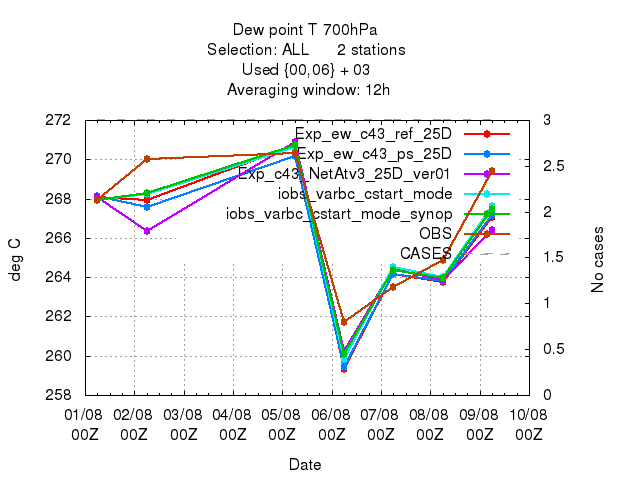 Dew point T 700hPa
Selection: ALL 2 stations
Used {00,06} + 03
Averaging window: 12h
272
270
268
266
264
262
260
258
deg C
3
2.5
2
1.5
1
0.5
0
No cases
Exp_ew_c43_ref_25D
Exp_ew_c43_ps_25D
Exp_c43_NetAtv3_25D_ver01
iobs_varbc_cstart_mode
iobs_varbc_cstart_mode_synop
OBS
CASES
01/08 02/08 03/08 04/08 05/08 06/08 07/08 08/08 09/08 10/08
00Z 00Z 00Z 00Z 00Z 00Z 00Z 00Z 00Z 00Z
Date